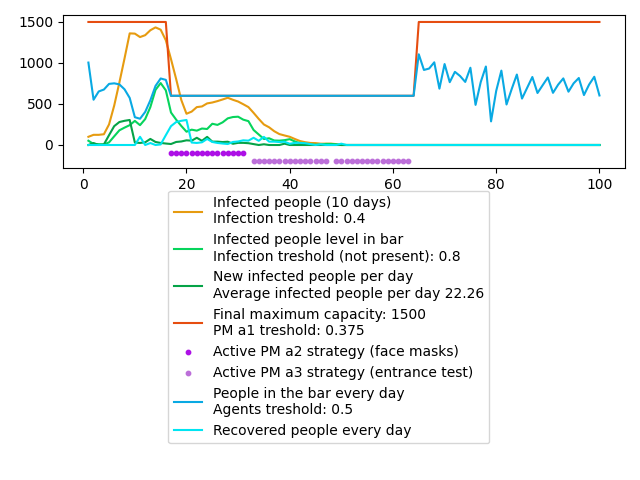 1500
1000
500
0
0 20 40 60 80 100
Infected people (10 days)
Infection treshold: 0.4
Infected people level in bar
Infection treshold (not present): 0.8
New infected people per day
Average infected people per day 22.26
Final maximum capacity: 1500
PM a1 treshold: 0.375
Active PM a2 strategy (face masks)
Active PM a3 strategy (entrance test)
People in the bar every day
Agents treshold: 0.5
Recovered people every day